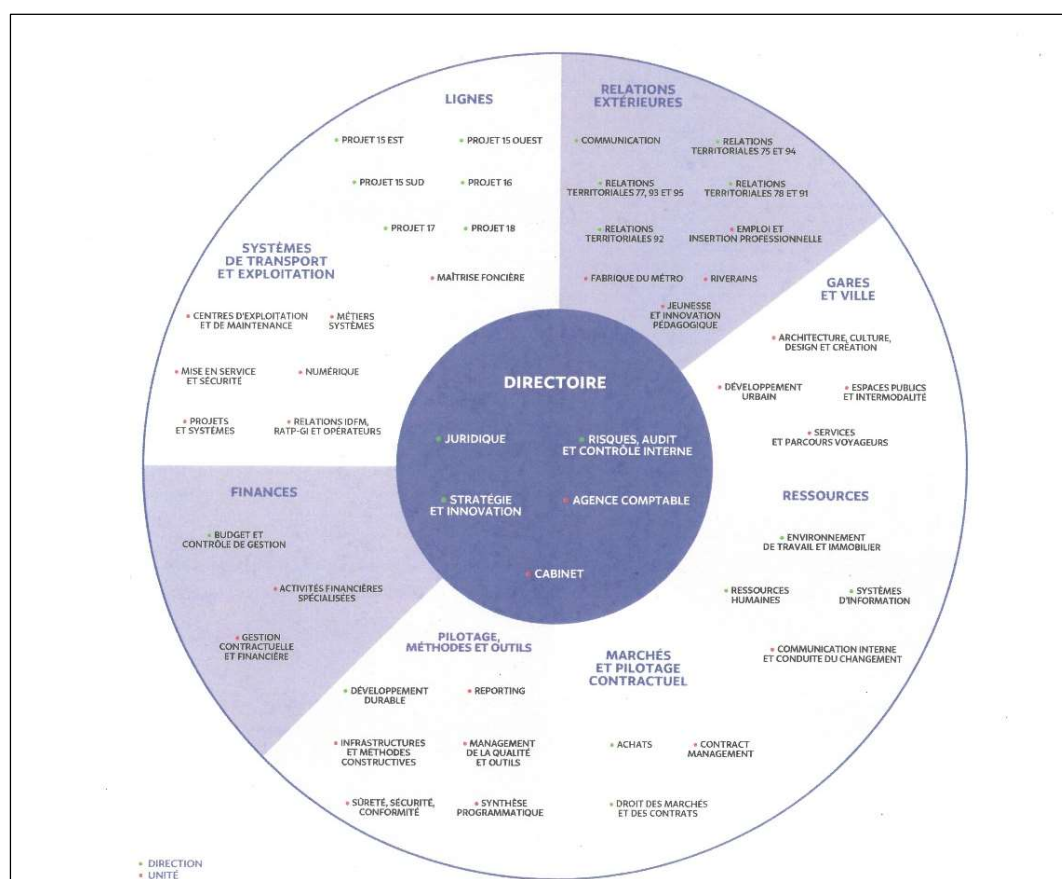 LIGNES
• PROJET 15 EST
• PROJET 15 OUEST
• PROJET 15 SUD
• PROJET 16
• PROJET 17
• PROJET 18
• MAÎTRISE FONCIÈRE
RELATIONS
EXTÉRIEURES
• COMMUNICATION
• RELATIONS
TERRITORIALES 75 ET 94
• RELATIONS
TERRITORIALES 77, 93 ET 95
• RELATIONS
TERRITORIALES 78 ET 91
• RELATIONS
TERRITORIALES 92
• EMPLOI ET
INSERTION PROFESSIONNELLE
• FABRIQUE DU MÉTRO
• RIVERAINS
• JEUNESSE
ET INNOVATION
PÉDAGOGIQUE
SYSTÈMES
DE TRANSPORT
ET EXPLOITATION
• CENTRES D'EXPLOITATION
ET DE MAINTENANCE
• MÉTIERS
SYSTÈMES
• MISE EN SERVICE
ET SÉCURITÉ
• NUMÉRIQUE
• PROJETS
ET SYSTÈMES
• RELATIONS IDFM,
RATP-GI ET OPÉRATEURS
GARES
ET VILLE
• ARCHITECTURE, CULTURE,
DESIGN ET CRÉATION
• DÉVELOPPEMENT
URBAIN
• ESPACES PUBLICS
ET INTERMODALITÉ
• SERVICES
ET PARCOURS VOYAGEURS
DIRECTOIRE
• JURIDIQUE
• RISQUES, AUDIT
ET CONTRÔLE INTERNE
• STRATÉGIE
ET INNOVATION
• AGENCE COMPTABLE
• CABINET
FINANCES
• BUDGET ET
CONTRÔLE DE GESTION
• ACTIVITÉS FINANCIÈRES
SPÉCIALISÉES
• GESTION
CONTRACTUELLE
ET FINANCIÈRE
RESSOURCES
• ENVIRONNEMENT
DE TRAVAIL ET IMMOBILIER
• RESSOURCES
HUMAINES
• SYSTÈMES
D'INFORMATION
• COMMUNICATION INTERNE
ET CONDUITE DU CHANGEMENT
PILOTAGE,
MÉTHODES ET OUTILS
• DÉVELOPPEMENT
DURABLE
• REPORTING
• INFRASTRUCTURES
ET MÉTHODES
CONSTRUCTIVES
• MANAGEMENT
DE LA QUALITÉ
ET OUTILS
• SÛRETÉ, SÉCURITÉ,
CONFORMITÉ
• SYNTHÈSE
PROGRAMMATIQUE
MARCHÉS
ET PILOTAGE
CONTRACTUEL
• ACHATS
• CONTRACT
MANAGEMENT
• DROIT DES MARCHÉS
ET DES CONTRATS
• DIRECTION
• UNITÉ